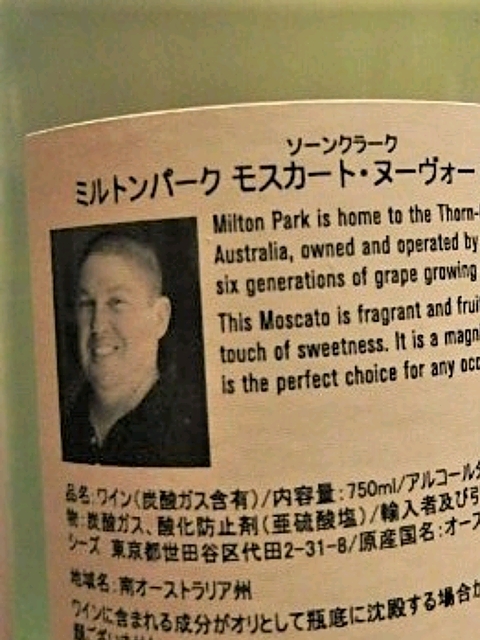 ソーンクラーク
ミルトンパーク モスカート・ヌーヴォー
Milton Park is home to the Thorn-
Australia, owned and operated by
six generations of grape growing
This Moscato is fragrant and
touch of sweetness. It is a
is the perfect choice for any
品名:ワイン(炭酸ガス含有)/内容量:750ml/アルコール
物:炭酸ガス、酸化防止剤(亜硫酸塩)/輸入者及び引
シーズ 東京都世田谷区代田2-31-8/原産国名:オース
地域名:南オーストラリア州
ワインに含まれる成分がオリとして瓶底に沈殿する場合が